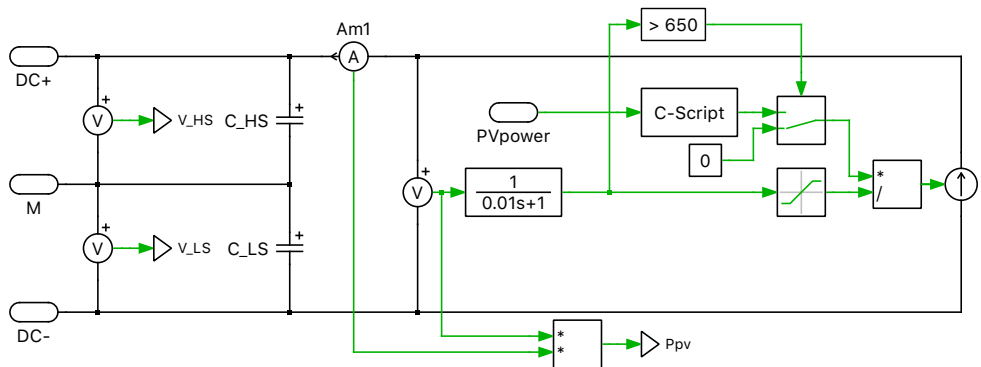 Am1
> 650
DC+
A
V
V_HS
C_HS
+
+
PVpower
C-Script
0
M
+
V
1
0.01s+1
*
/
+
V
V_LS
C_LS
+
DC-
*
*
Ppv